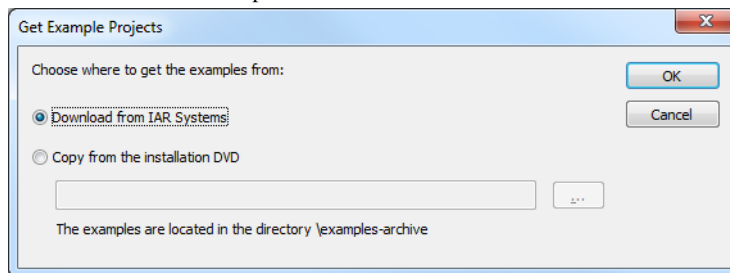 Get Example Projects
Choose where to get the examples from:
OK
Download from IAR Systems
Cancel
Copy from the installation DVD
...
The examples are located in the directory \examples-archive